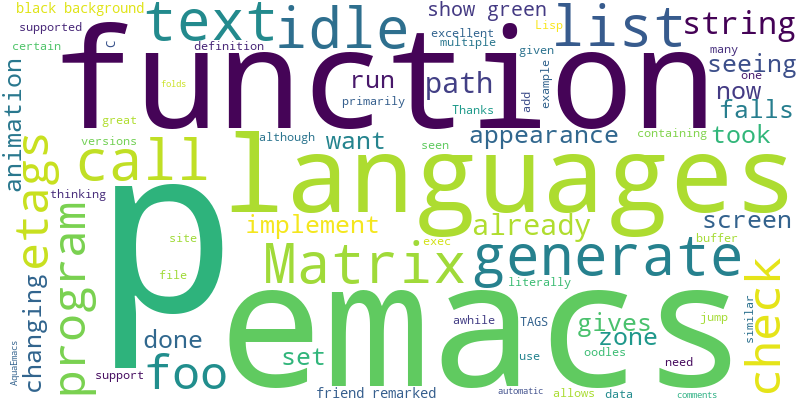 black background
text
idle
show green
list
string
supported
excellent
Lisp
certain
C
definition
multiple
given
many
function
seeing
folds
run
path
one
animation
primarily
example
now
great
Thanks
add
falls
versions
although
want
seen
appearance
containing
took
etags
call
languages
thinking
p
implement
already
screen
program
site
Matrix
exec
generate
buffer
file
literally
check
changing
emacs
jump
similar
done
awhile
TAGS
gives
zone
AquaEmacs
set
use
oodles
need
support
foo
friend remarked
automatic
allows
data
comments